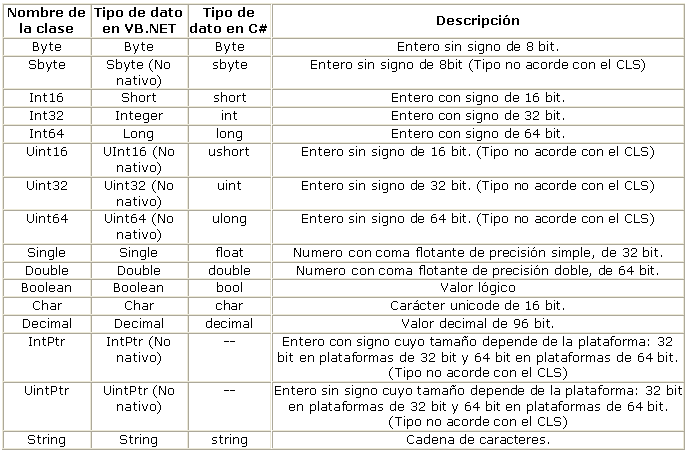 Nombre de la clase | Tipo de dato en VB.NET | Tipo de dato en C# | Descripción
Byte | Byte | Byte | Entero sin signo de 8 bit.
Sbyte | Sbyte (No nativo) | sbyte | Entero sin signo de 8bit (Tipo no acorde con el CLS)
Int16 | Short | short | Entero con signo de 16 bit.
Int32 | Integer | int | Entero con signo de 32 bit.
Int64 | Long | long | Entero con signo de 64 bit.
Uint16 | UInt16 (No nativo) | ushort | Entero sin signo de 16 bit. (Tipo no acorde con el CLS)
Uint32 | Uint32 (No nativo) | uint | Entero sin signo de 32 bit. (Tipo no acorde con el CLS)
Uint64 | Uint64 (No nativo) | ulong | Entero sin signo de 64 bit. (Tipo no acorde con el CLS)
Single | Single | float | Numero con coma flotante de precisión simple, de 32 bit.
Double | Double | double | Numero con coma flotante de precisión doble, de 64 bit.
Boolean | Boolean | bool | Valor lógico
Char | Char | char | Carácter unicode de 16 bit.
Decimal | Decimal | decimal | Valor decimal de 96 bit.
IntPtr | IntPtr (No nativo) | -- | Entero con signo cuyo tamaño depende de la plataforma: 32 bit en plataformas de 32 bit y 64 bit en plataformas de 64 bit. (Tipo no acorde con el CLS)
UintPtr | UintPtr (No nativo) | -- | Entero sin signo cuyo tamaño depende de la plataforma: 32 bit en plataformas de 32 bit y 64 bit en plataformas de 64 bit. (Tipo no acorde con el CLS)
String | String | string | Cadena de caracteres.